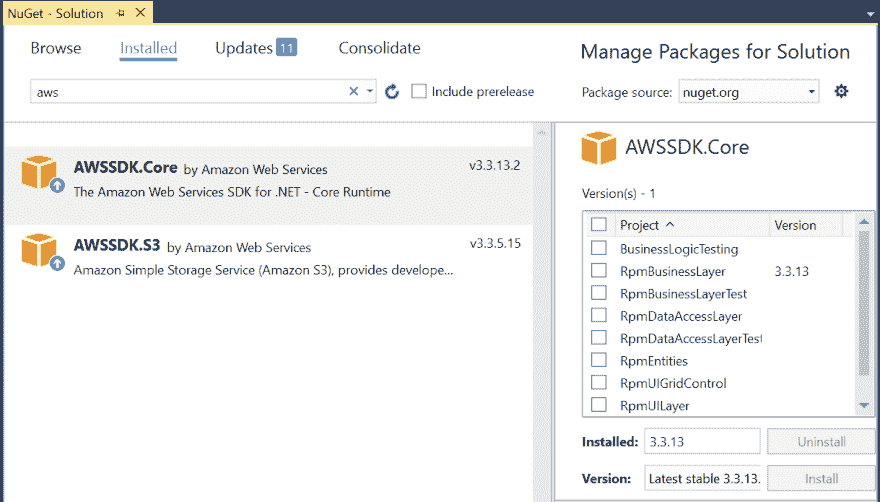 NuGet - Solution
Browse Installed Updates 11 Consolidate
aws
Include prerelease
AWSSDK.Core by Amazon Web Services v3.3.13.2
The Amazon Web Services SDK for .NET - Core Runtime
AWSSDK.S3 by Amazon Web Services v3.3.5.15
Amazon Simple Storage Service (Amazon S3), provides develope...
Manage Packages for Solution
Package source: nuget.org
AWSSDK.Core
Version(s) - 1
Project Version
BusinessLogicTesting
RpmBusinessLayer 3.3.13
RpmBusinessLayerTest
RpmDataAccessLayer
RpmDataAccessLayerTest
RpmEntities
RpmUIGridControl
RpmUILayer
Installed: 3.3.13 Uninstall
Version: Latest stable 3.3.13. Install